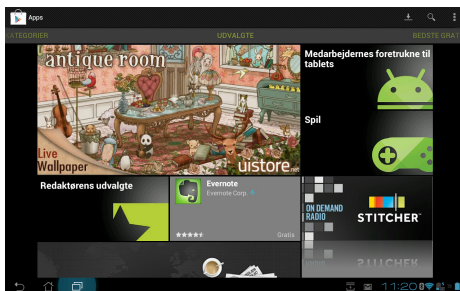 Apps
KATEGORIER
UDVALGTE
BEDSTE GRAT
antique room
Live
Wallpaper
uistore.net
Medarbejdernes foretrukne til
tablets
Spil
Redaktørens udvalgte
Evernote
Evernote Corp.
Gratis
ON DEMAND
RADIO
STITCHER
11:20